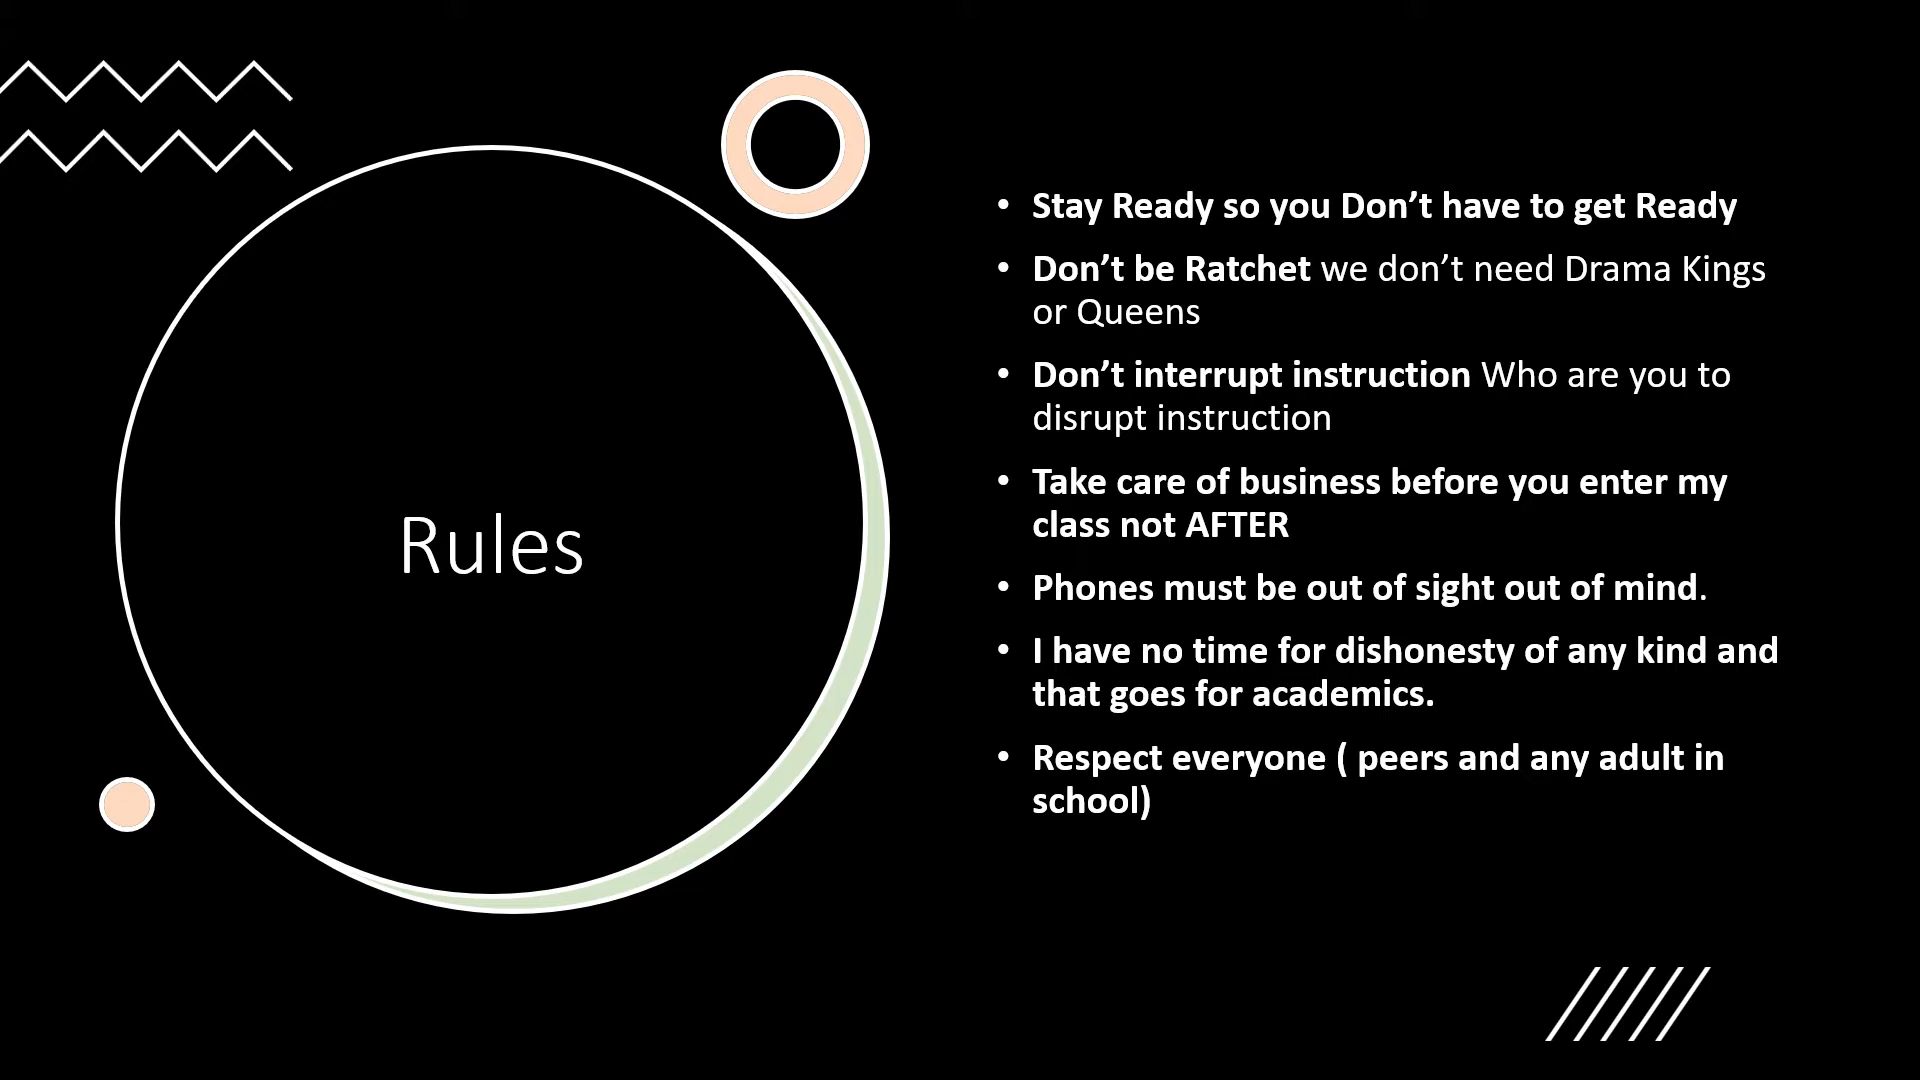 Rules
• Stay Ready so you Don’t have to get Ready
• Don’t be Ratchet we don’t need Drama Kings
or Queens
• Don’t interrupt instruction Who are you to
disrupt instruction
• Take care of business before you enter my
class not AFTER
• Phones must be out of sight out of mind.
• I have no time for dishonesty of any kind and
that goes for academics.
• Respect everyone ( peers and any adult in
school)